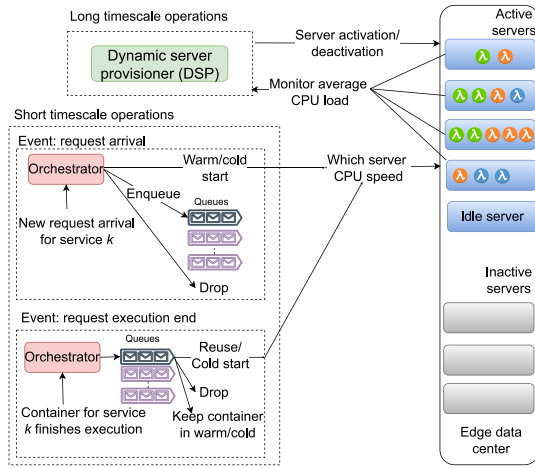 Long timescale operations
Dynamic server
provisioner (DSP)
Server activation/
deactivation
Monitor average
CPU load
Active
servers
λ λ
λ λ λ λ
λ λ λ λ λ
λ λ λ
Idle server
Inactive
servers
Edge data
center
Short timescale operations
Event: request arrival
Orchestrator
Warm/cold
start
Which server
CPU speed
Enqueue
Queues
New request arrival
for service k
Drop
Event: request execution end
Orchestrator
Queues
Reuse/
Cold start
Drop
Container for service
k finishes execution
Keep container
in warm/cold